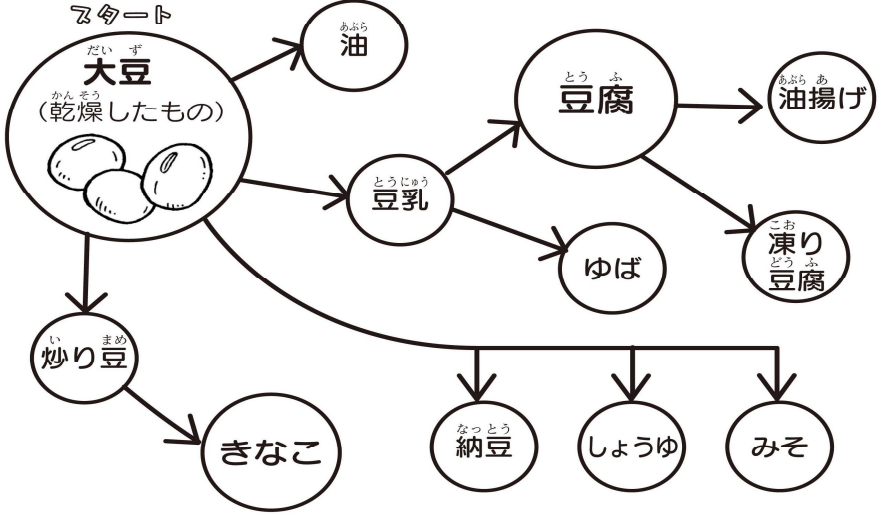 スタート
だいず
大豆
かんそう
（乾燥したもの）
あぶら
油
とうにゅう
豆乳
とうふ
豆腐
あぶらあ
油揚げ
こお
凍り
どうふ
豆腐
ゆば
い まめ
炒り豆
きなこ
なっとう
納豆
しょうゆ
みそ